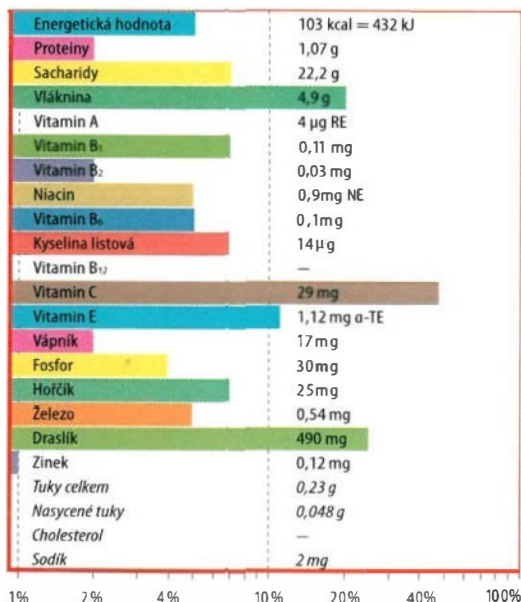 Energetická hodnota 103 kcal = 432 kJ
Proteiny 1,07 g
Sacharidy 22,2 g
Vláknina 4,9 g
Vitamin A 4 µg RE
Vitamin B₁ 0,11 mg
Vitamin B₂ 0,03 mg
Niacin 0,9mg NE
Vitamin B₆ 0,1mg
Kyselina listová 14µg
Vitamin B₁₂ —
Vitamin C 29 mg
Vitamin E 1,12 mg α-TE
Vápník 17mg
Fosfor 30mg
Hořčík 25mg
Železo 0,54 mg
Draslík 490 mg
Zinek 0,12 mg
Tuky celkem 0,23 g
Nasycené tuky 0,048 g
Cholesterol —
Sodík 2 mg
1% 2% 4% 10% 20% 40% 100%